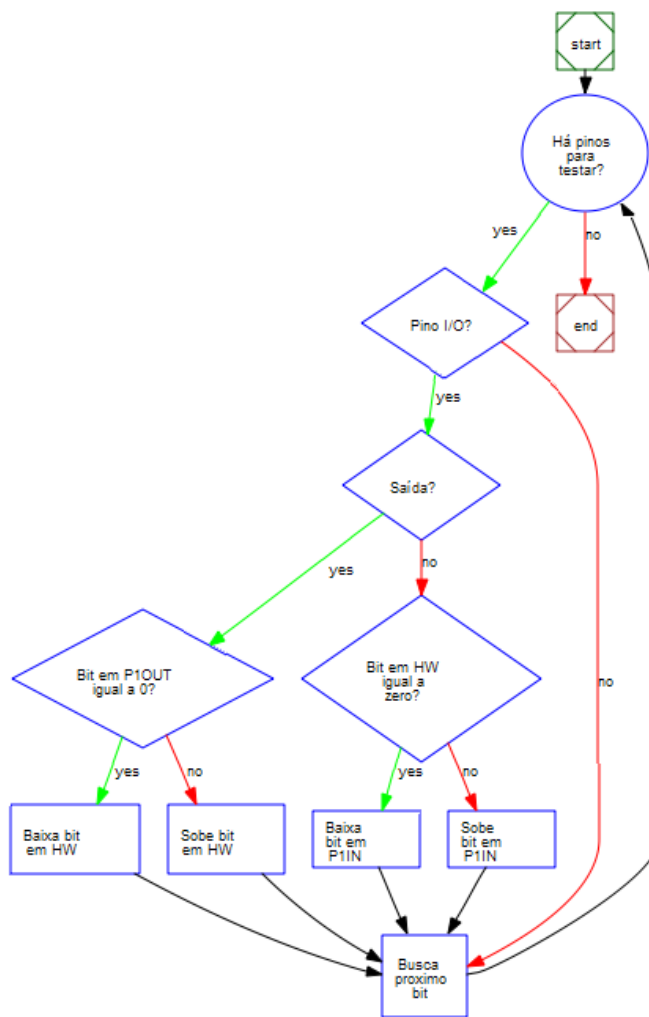 start
Há pinos
para
testar?
yes
no
Pino I/O?
end
yes
Saída?
yes
no
Bit em P1OUT
igual a 0?
Bit em HW
igual a
zero?
no
yes
no
yes
no
Baixa bit
em HW
Sobe bit
em HW
Baixa
bit em
P1IN
Sobe
bit em
P1IN
Busca
proximo
bit